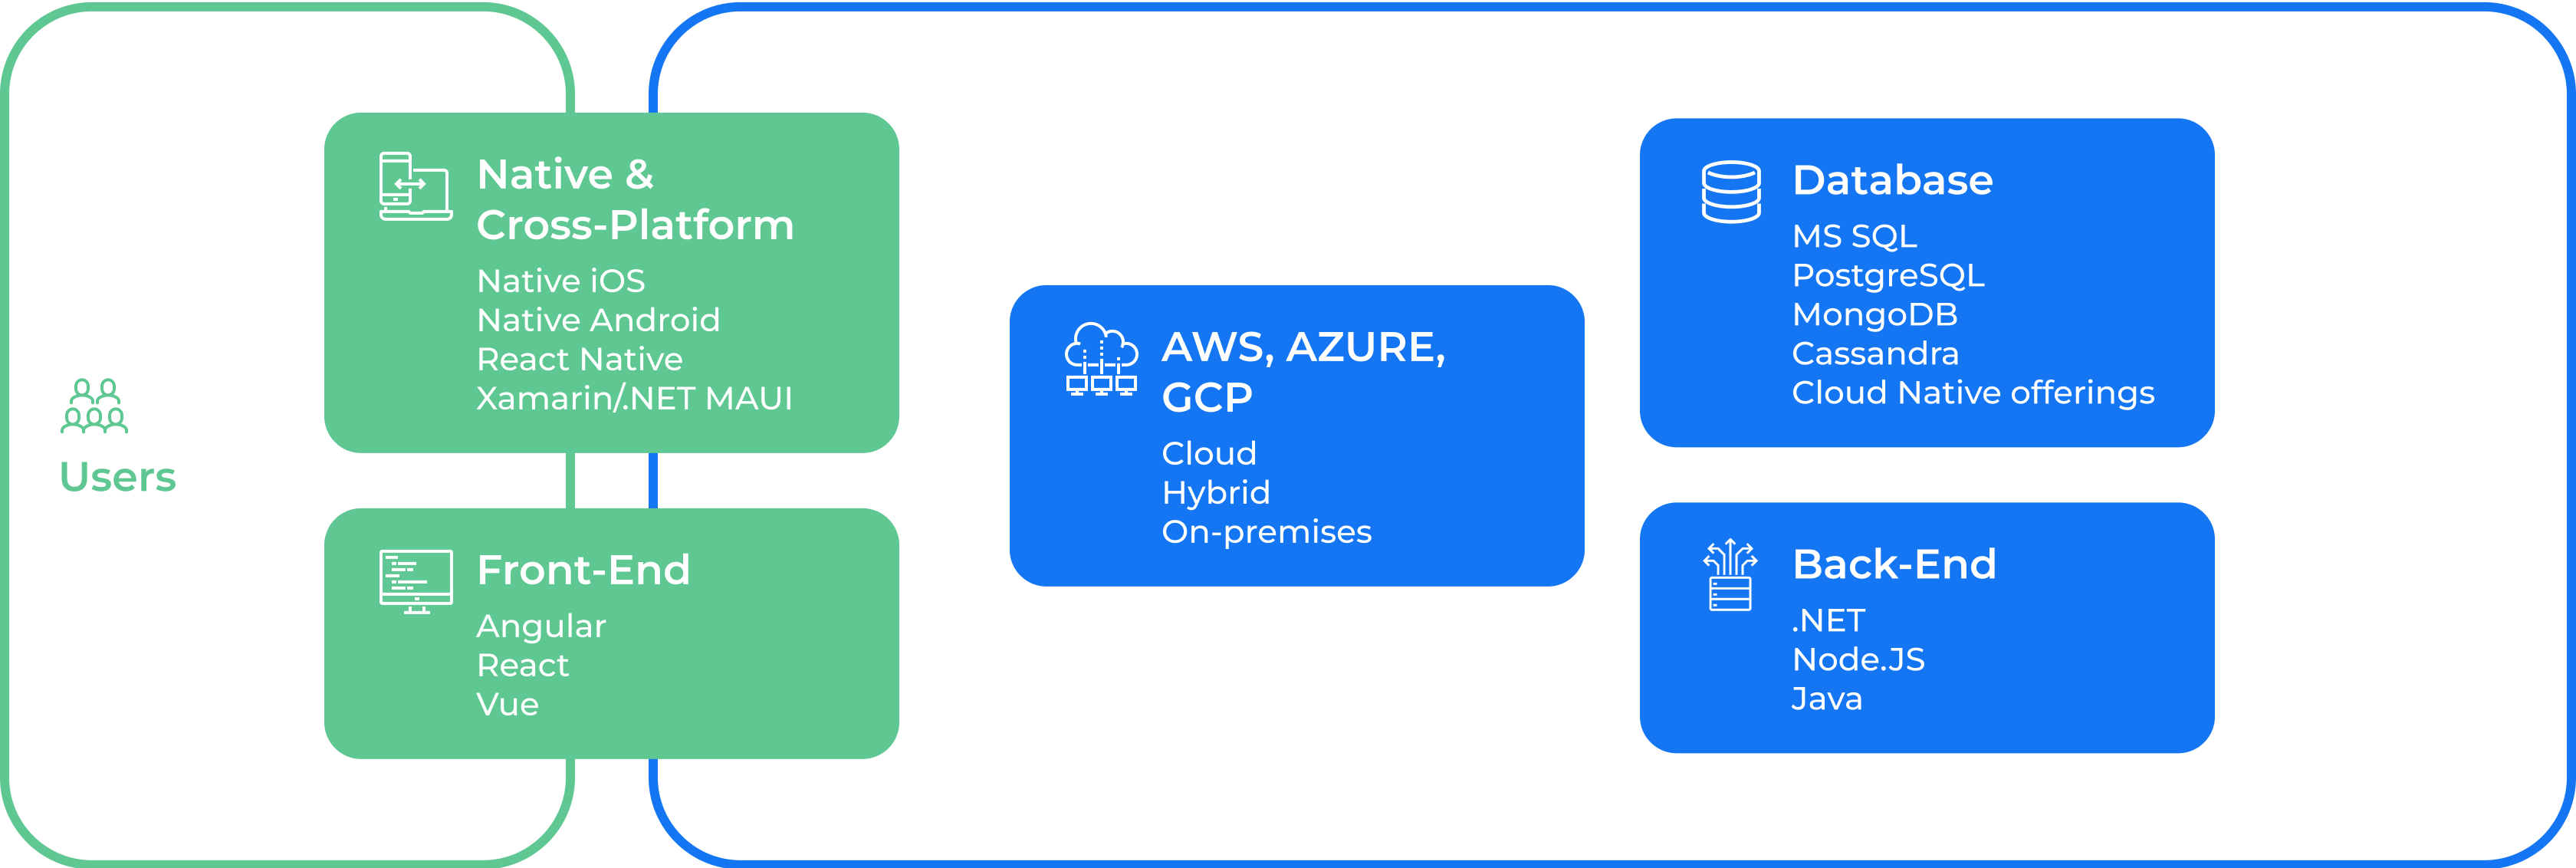 Users
Native &
Cross-Platform
Native iOS
Native Android
React Native
Xamarin/.NET MAUI
Front-End
Angular
React
Vue
AWS, AZURE,
GCP
Cloud
Hybrid
On-premises
Database
MS SQL
PostgreSQL
MongoDB
Cassandra
Cloud Native offerings
Back-End
.NET
Node.JS
Java